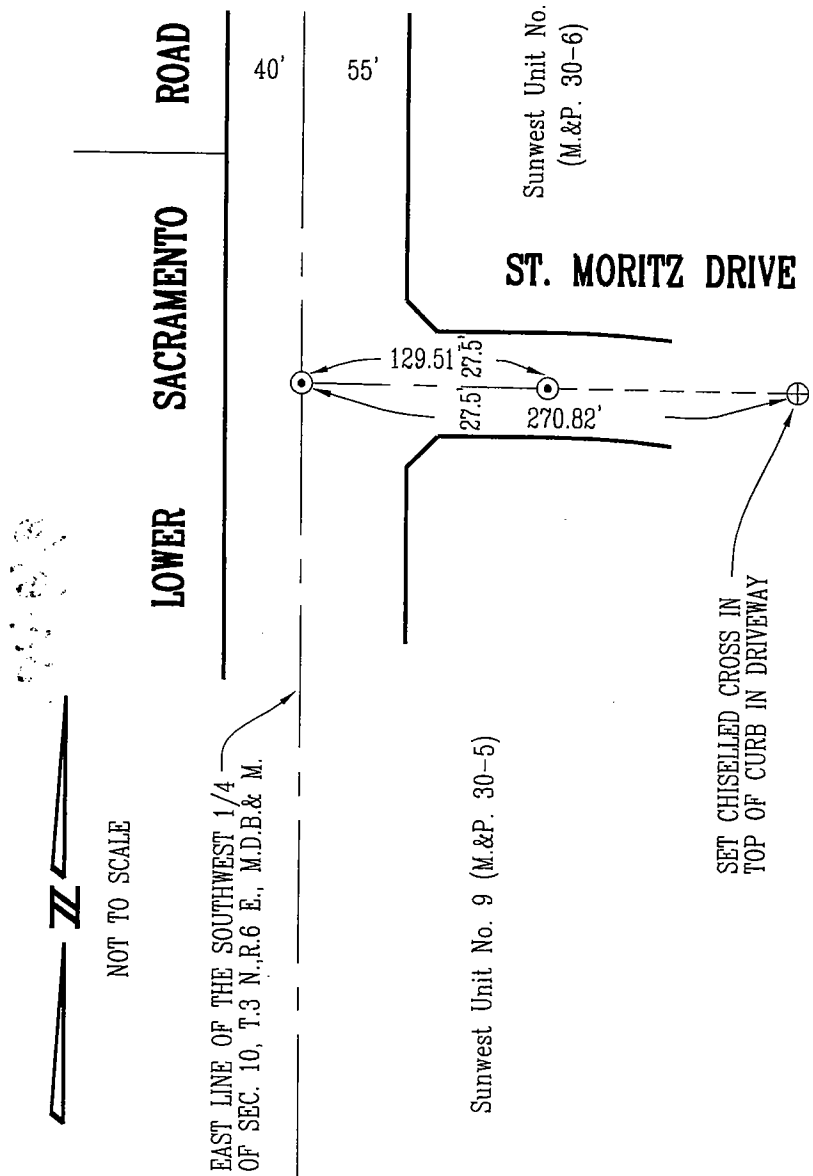 LOWER SACRAMENTO ROAD
40'
55'
Sunwest Unit No.
(M.&P. 30-6)
ST. MORITZ DRIVE
129.51'
27.5'
27.5'
270.82'
N
NOT TO SCALE
EAST LINE OF THE SOUTHWEST 1/4
OF SEC. 10, T.3 N.,R.6 E., M.D.B.& M.
Sunwest Unit No. 9 (M.&P. 30-5)
SET CHISELLED CROSS IN
TOP OF CURB IN DRIVEWAY